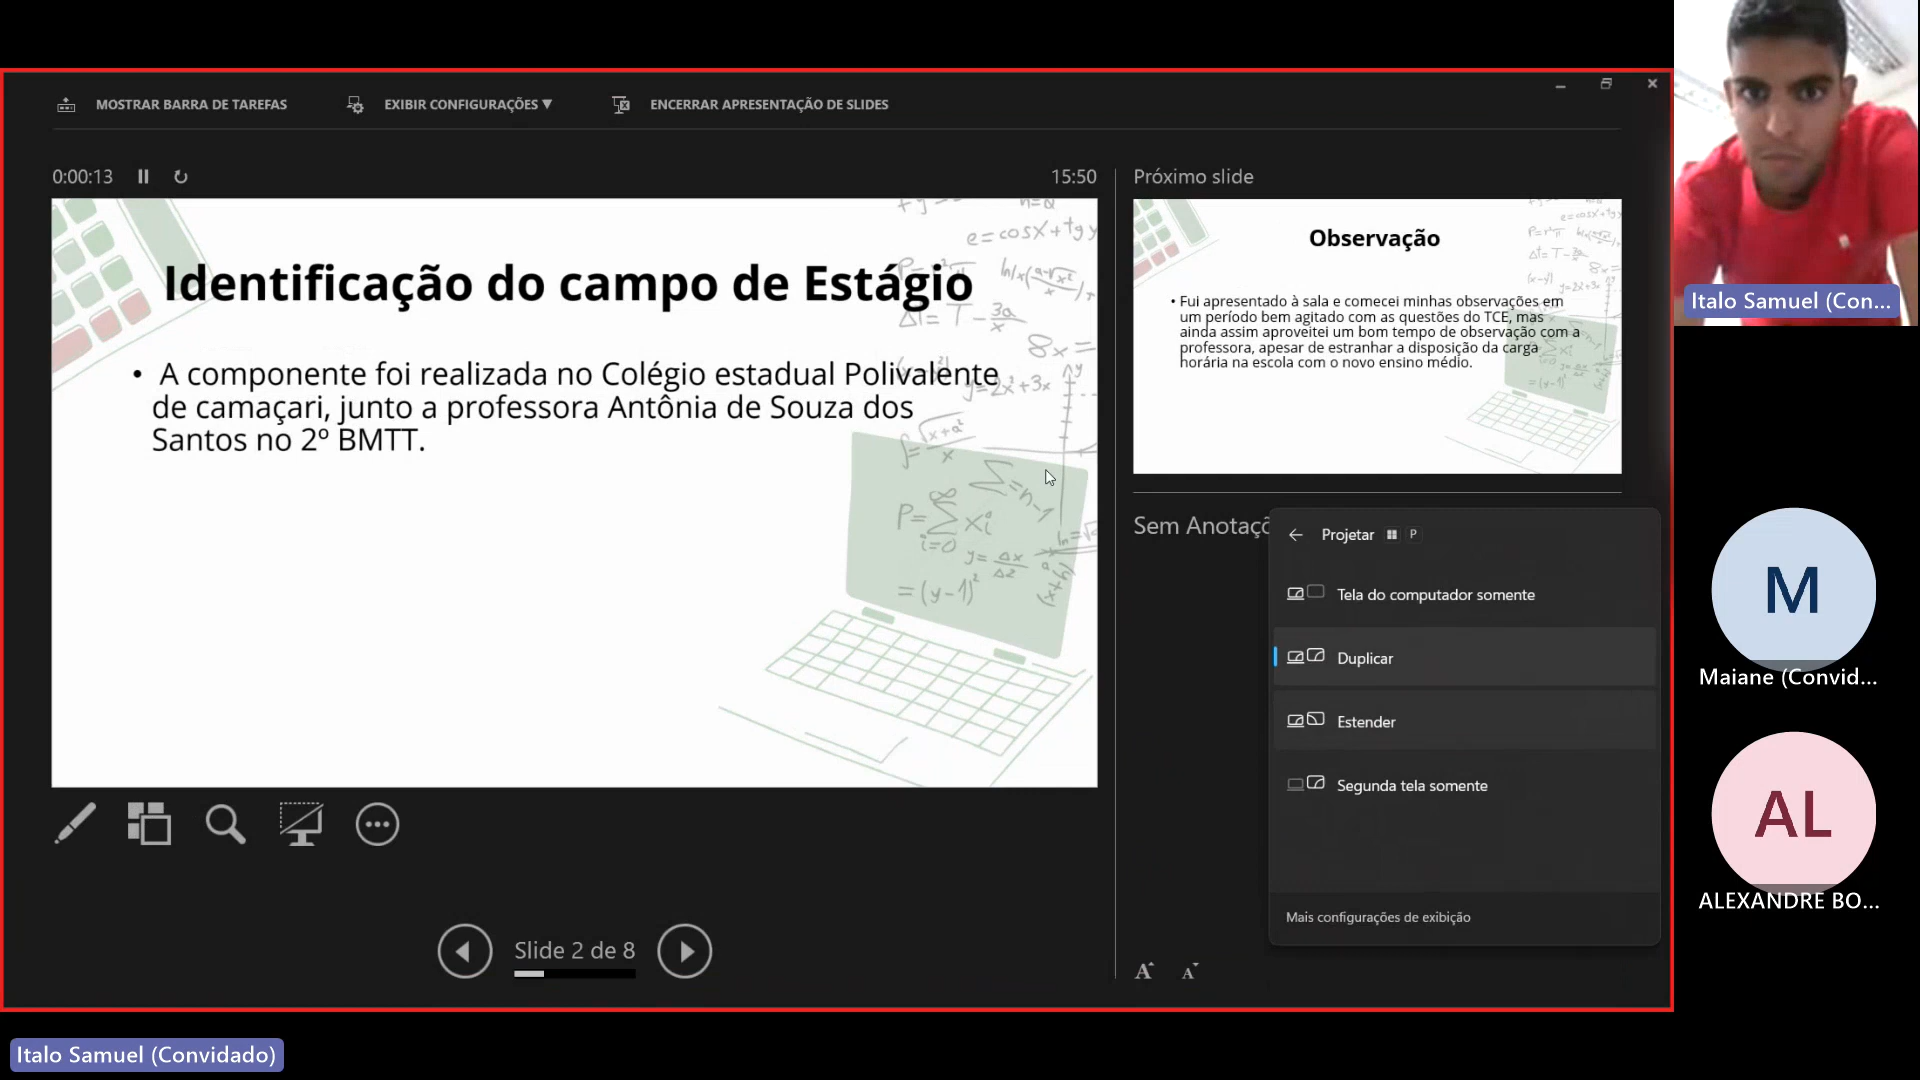 MOSTRAR BARRA DE TAREFAS
EXIBIR CONFIGURAÇÕES ▼
ENCERRAR APRESENTAÇÃO DE SLIDES
0:00:13
15:50
Identificação do campo de Estágio
• A componente foi realizada no Colégio estadual Polivalente
de camaçari, junto a professora Antônia de Souza dos
Santos no 2º BMTT.
Slide 2 de 8
Próximo slide
Observação
• Fui apresentado à sala e comecei minhas observações em
um período bem agitado com as questões do TCE, mas
ainda assim aproveitei um bom tempo de observação com a
professora, apesar de estranhar a disposição da carga
horária na escola com o novo ensino médio.
Sem Anotaçõ
Projetar P
Tela do computador somente
Duplicar
Estender
Segunda tela somente
Mais configurações de exibição
A A
Italo Samuel (Con...
M
Maiane (Convid...
AL
ALEXANDRE BO...
Italo Samuel (Convidado)